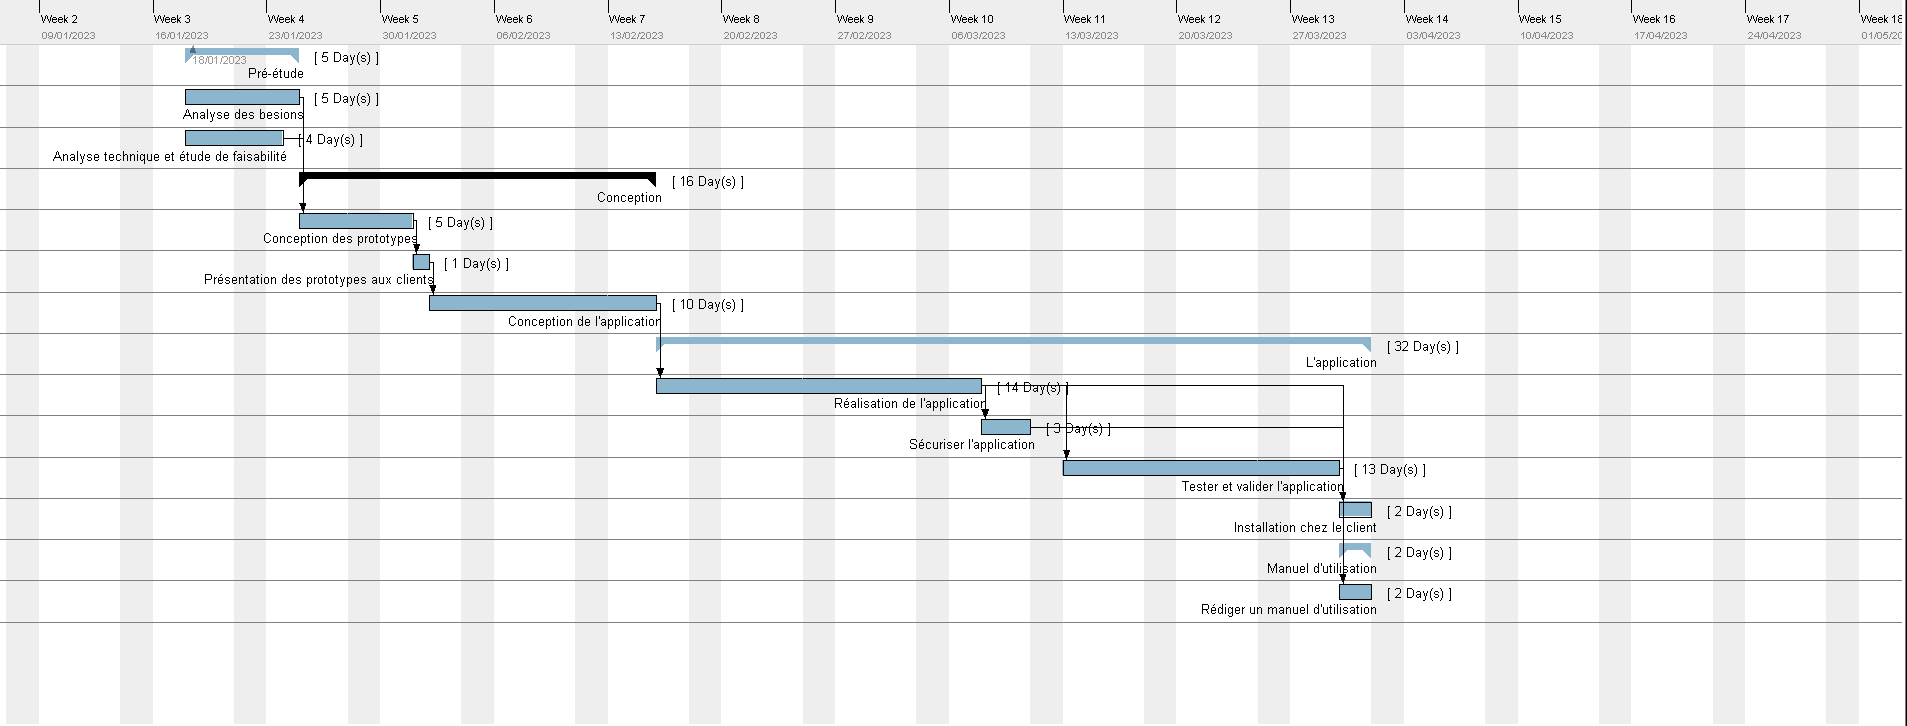 Week 2 Week 3 Week 4 Week 5 Week 6 Week 7 Week 8 Week 9 Week 10 Week 11 Week 12 Week 13 Week 14 Week 15 Week 16 Week 17 Week 18
09/01/2023 16/01/2023 23/01/2023 30/01/2023 06/02/2023 13/02/2023 20/02/2023 27/02/2023 06/03/2023 13/03/2023 20/03/2023 27/03/2023 03/04/2023 10/04/2023 17/04/2023 24/04/2023 01/05/20
18/01/2023 [ 5 Day(s) ]
Pré-étude
[ 5 Day(s) ]
Analyse des besions
[ 4 Day(s) ]
Analyse technique et étude de faisabilité
[ 16 Day(s) ]
Conception
[ 5 Day(s) ]
Conception des prototypes
[ 1 Day(s) ]
Présentation des prototypes aux clients
[ 10 Day(s) ]
Conception de l'application
[ 32 Day(s) ]
L'application
[ 14 Day(s) ]
Réalisation de l'application
[ 3 Day(s) ]
Sécuriser l'application
[ 13 Day(s) ]
Tester et valider l'application
[ 2 Day(s) ]
Installation chez le client
[ 2 Day(s) ]
Manuel d'utilisation
[ 2 Day(s) ]
Rédiger un manuel d'utilisation